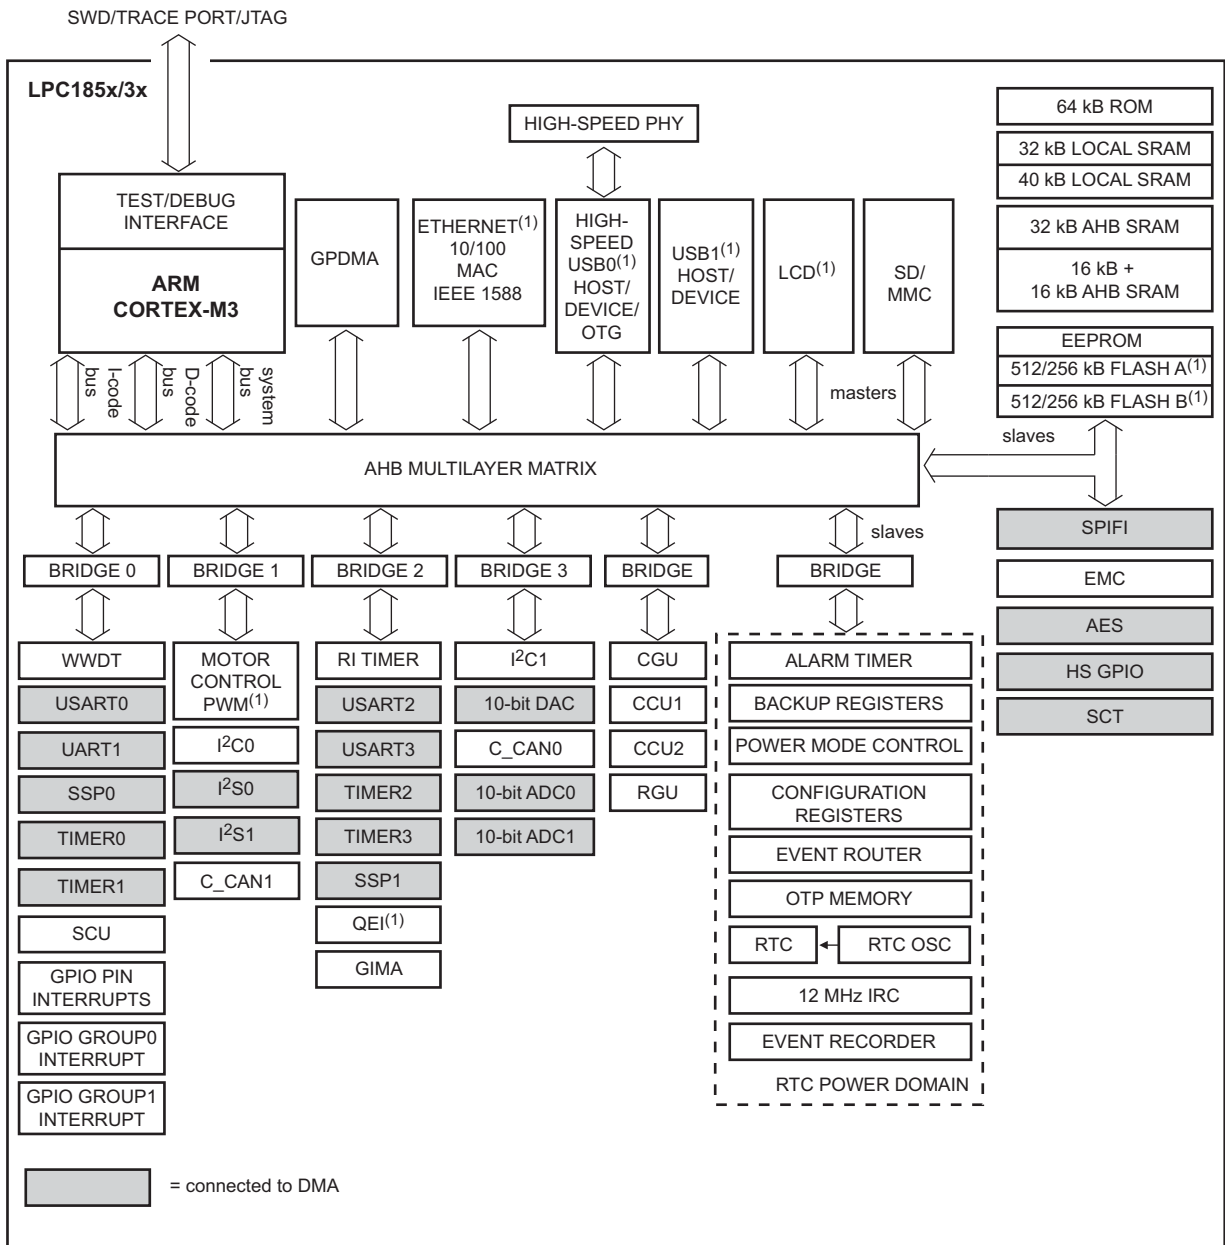 SWD/TRACE PORT/JTAG
LPC185x/3x
TEST/DEBUG
INTERFACE
ARM
CORTEX-M3
GPDMA
ETHERNET(1)
10/100
MAC
IEEE 1588
HIGH-SPEED PHY
HIGH-
SPEED
USB0(1)
HOST/
DEVICE/
OTG
USB1(1)
HOST/
DEVICE
LCD(1)
SD/
MMC
64 kB ROM
32 kB LOCAL SRAM
40 kB LOCAL SRAM
32 kB AHB SRAM
16 kB +
16 kB AHB SRAM
EEPROM
512/256 kB FLASH A(1)
512/256 kB FLASH B(1)
I-code
bus
D-code
bus
system
bus
masters
slaves
AHB MULTILAYER MATRIX
slaves
BRIDGE 0
BRIDGE 1
BRIDGE 2
BRIDGE 3
BRIDGE
BRIDGE
WWDT
USART0
UART1
SSP0
TIMER0
TIMER1
SCU
GPIO PIN
INTERRUPTS
GPIO GROUP0
INTERRUPT
GPIO GROUP1
INTERRUPT
MOTOR
CONTROL
PWM(1)
I2C0
I2S0
I2S1
C_CAN1
RI TIMER
USART2
USART3
TIMER2
TIMER3
SSP1
QEI(1)
GIMA
I2C1
10-bit DAC
C_CAN0
10-bit ADC0
10-bit ADC1
CGU
CCU1
CCU2
RGU
ALARM TIMER
BACKUP REGISTERS
POWER MODE CONTROL
CONFIGURATION
REGISTERS
EVENT ROUTER
OTP MEMORY
RTC
RTC OSC
12 MHz IRC
EVENT RECORDER
RTC POWER DOMAIN
SPIFI
EMC
AES
HS GPIO
SCT
= connected to DMA